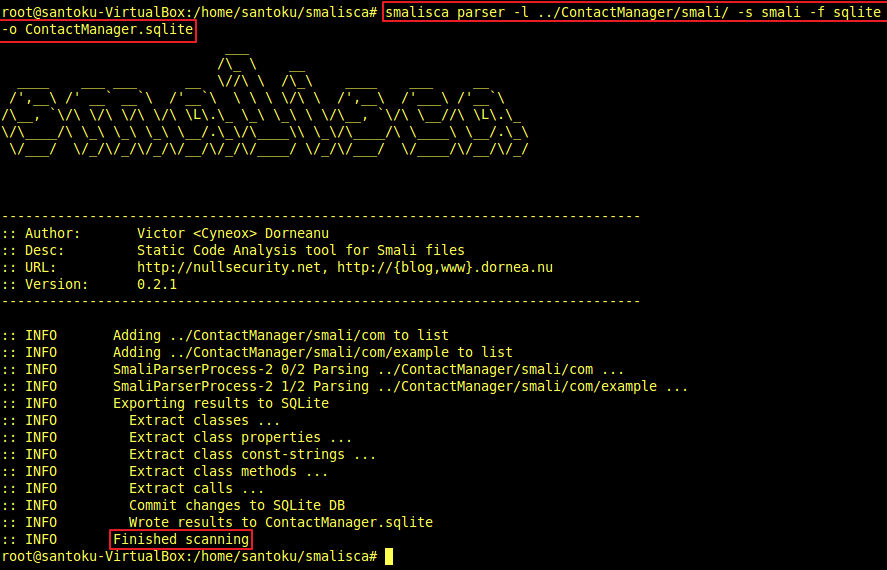 root@santoku-VirtualBox:/home/santoku/smalisca# smalisca parser -l ../ContactManager/smali/ -s smali -f sqlite
-o ContactManager.sqlite
---------------------------------------------------------------------------------
:: Author:       Victor <Cyneox> Dorneanu
:: Desc:         Static Code Analysis tool for Smali files
:: URL:          http://nullsecurity.net, http://{blog,www}.dornea.nu
:: Version:      0.2.1
---------------------------------------------------------------------------------
:: INFO       Adding ../ContactManager/smali/com to list
:: INFO       Adding ../ContactManager/smali/com/example to list
:: INFO       SmaliParserProcess-2 0/2 Parsing ../ContactManager/smali/com ...
:: INFO       SmaliParserProcess-2 1/2 Parsing ../ContactManager/smali/com/example ...
:: INFO       Exporting results to SQLite
:: INFO         Extract classes ...
:: INFO         Extract class properties ...
:: INFO         Extract class const-strings ...
:: INFO         Extract class methods ...
:: INFO         Extract calls ...
:: INFO         Commit changes to SQLite DB
:: INFO         Wrote results to ContactManager.sqlite
:: INFO       Finished scanning
root@santoku-VirtualBox:/home/santoku/smalisca#